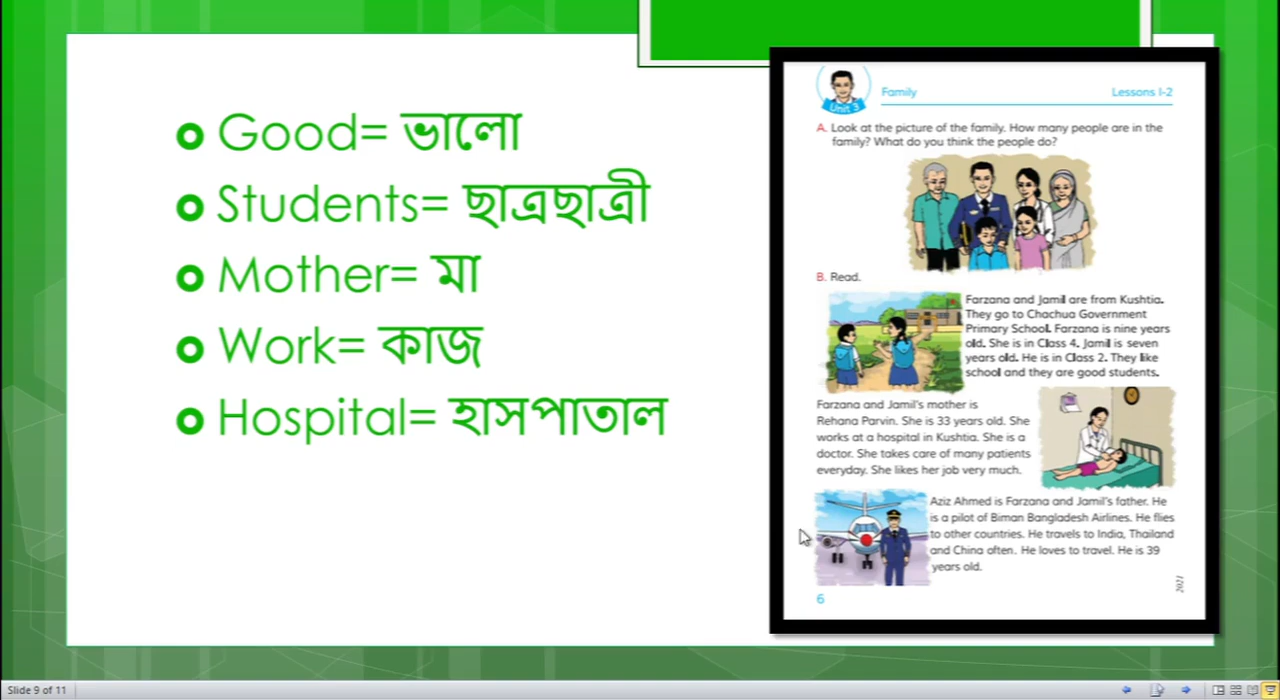 Good= ভালো
Students= ছাত্রছাত্রী
Mother= মা
Work= কাজ
Hospital= হাসপাতাল
Unit 3
Family
Lessons 1-2
A. Look at the picture of the family. How many people are in the
family? What do you think the people do?
B. Read.
Farzana and Jamil are from Kushtia.
They go to Chachua Government
Primary School. Farzana is nine years
old. She is in Class 4. Jamil is seven
years old. He is in Class 2. They like
school and they are good students.
Farzana and Jamil's mother is
Rehana Parvin. She is 33 years old. She
works at a hospital in Kushtia. She is a
doctor. She takes care of many patients
everyday. She likes her job very much.
Aziz Ahmed is Farzana and Jamil's father. He
is a pilot of Biman Bangladesh Airlines. He flies
to other countries. He travels to India, Thailand
and China often. He loves to travel. He is 39
years old.
2021
6
Slide 9 of 11